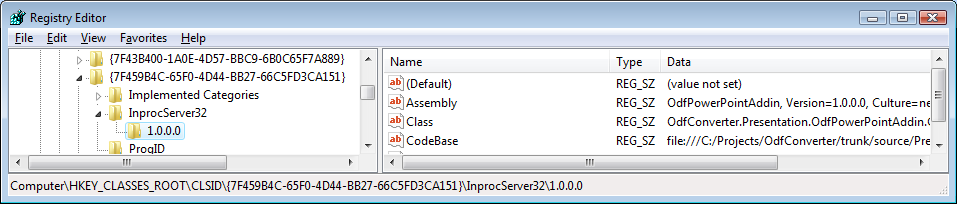 Registry Editor
File Edit View Favorites Help
{7F43B400-1A0E-4D57-BBC9-6B0C65F7A889}
{7F459B4C-65F0-4D44-BB27-66C5FD3CA151}
Implemented Categories
InprocServer32
1.0.0.0
ProgID
Name Type Data
(Default) REG_SZ (value not set)
Assembly REG_SZ OdfPowerPointAddin, Version=1.0.0.0, Culture=ne
Class REG_SZ OdfConverter.Presentation.OdfPowerPointAddin.C
CodeBase REG_SZ file:///C:/Projects/OdfConverter/trunk/source/Pre
Computer\HKEY_CLASSES_ROOT\CLSID\{7F459B4C-65F0-4D44-BB27-66C5FD3CA151}\InprocServer32\1.0.0.0